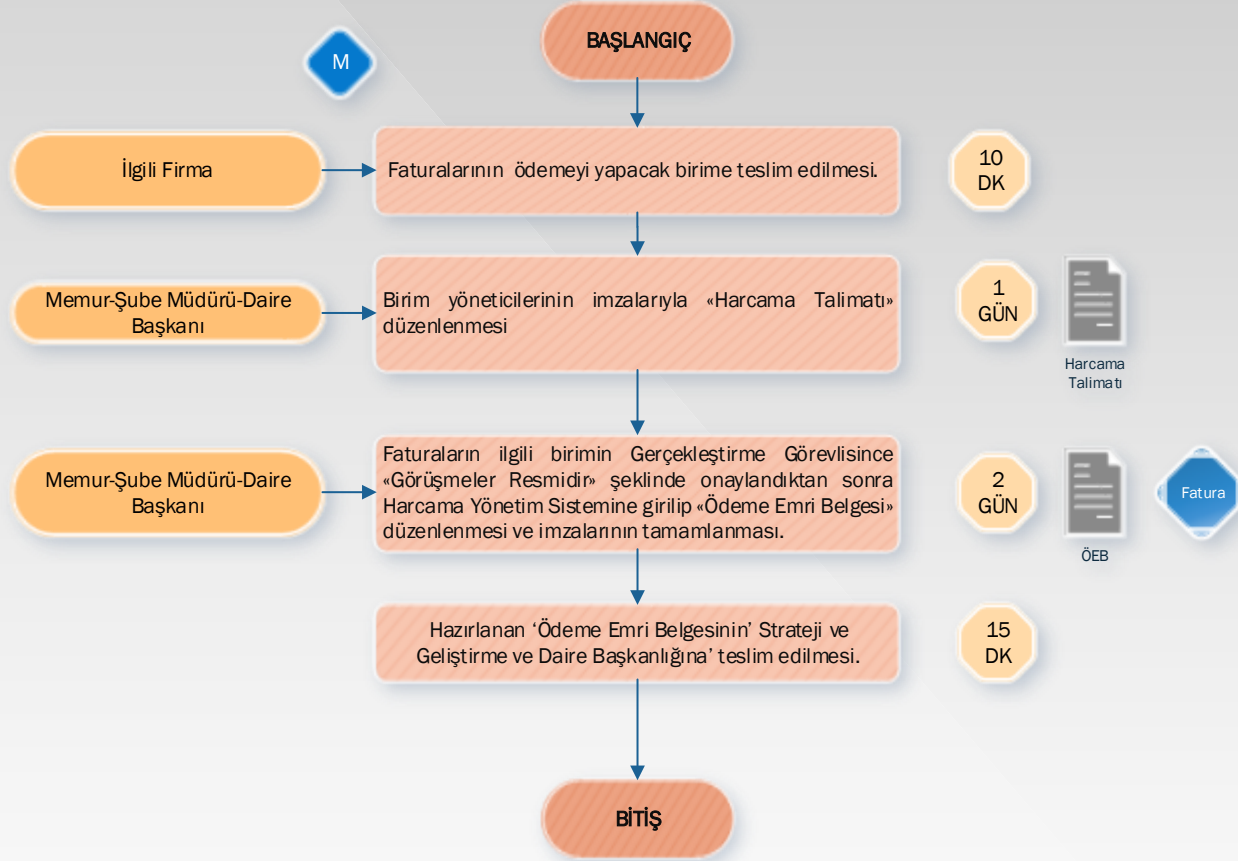 BAŞLANGIÇ
M
İlgili Firma
Faturalarının ödemeyi yapacak birime teslim edilmesi.
10
DK
Memur-Şube Müdürü-Daire
Başkanı
Birim yöneticilerinin imzalarıyla «Harcama Talimatı»
düzenlenmesi
1
GÜN
Harcama
Talimatı
Memur-Şube Müdürü-Daire
Başkanı
Faturaların ilgili birimin Gerçekleştirme Görevlisince
«Görüşmeler Resmidir» şeklinde onaylandıktan sonra
Harcama Yönetim Sistemine girilip «Ödeme Emri Belgesi»
düzenlenmesi ve imzalarının tamamlanması.
2
GÜN
ÖEB
Fatura
Hazırlanan ‘Ödeme Emri Belgesinin’ Strateji ve
Geliştirme ve Daire Başkanlığına’ teslim edilmesi.
15
DK
BİTİŞ